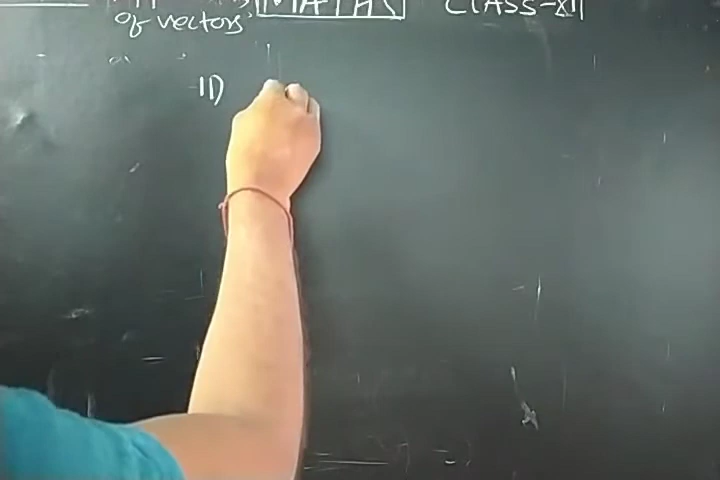 MATHS CLASS-XII
of vectors
11)